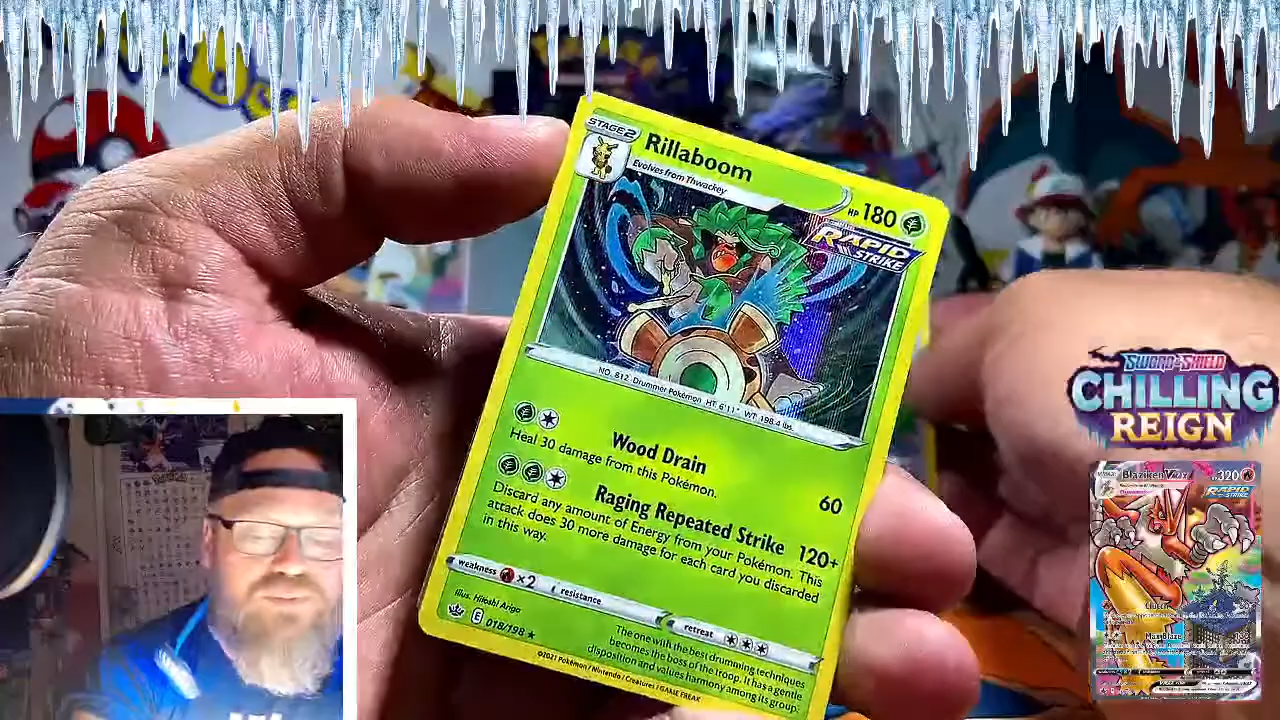 STAGE 2
Rillaboom
Evolves from Thwackey
HP 180
RAPID
STRIKE
NO. 812 Drummer Pokémon HT: 6'11" WT: 198.4 lbs.
Wood Drain 60
Heal 30 damage from this Pokémon.
Raging Repeated Strike 120+
Discard any amount of Energy from your Pokémon. This
attack does 30 more damage for each card you discarded
in this way.
weakness ×2 resistance retreat
Illus. Hitoshi Ariga
E 018/198 ★
The one with the best drumming techniques
becomes the boss of the troop. It has a gentle
disposition and values harmony among its group.
©2021 Pokémon / Nintendo / Creatures / GAME FREAK
SWORD & SHIELD
CHILLING
REIGN
Blaziken VMAX 320
RAPID
STRIKE
Clutch
Max Blaze